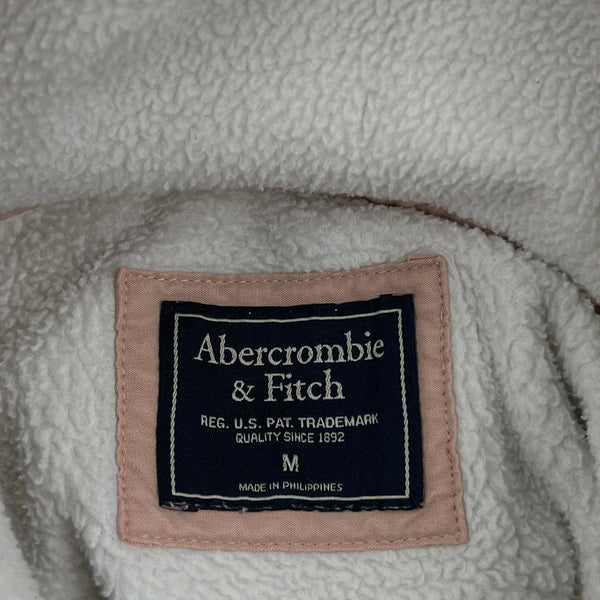 Abercrombie
& Fitch
REG. U.S. PAT. TRADEMARK
QUALITY SINCE 1892
M
MADE IN PHILIPPINES